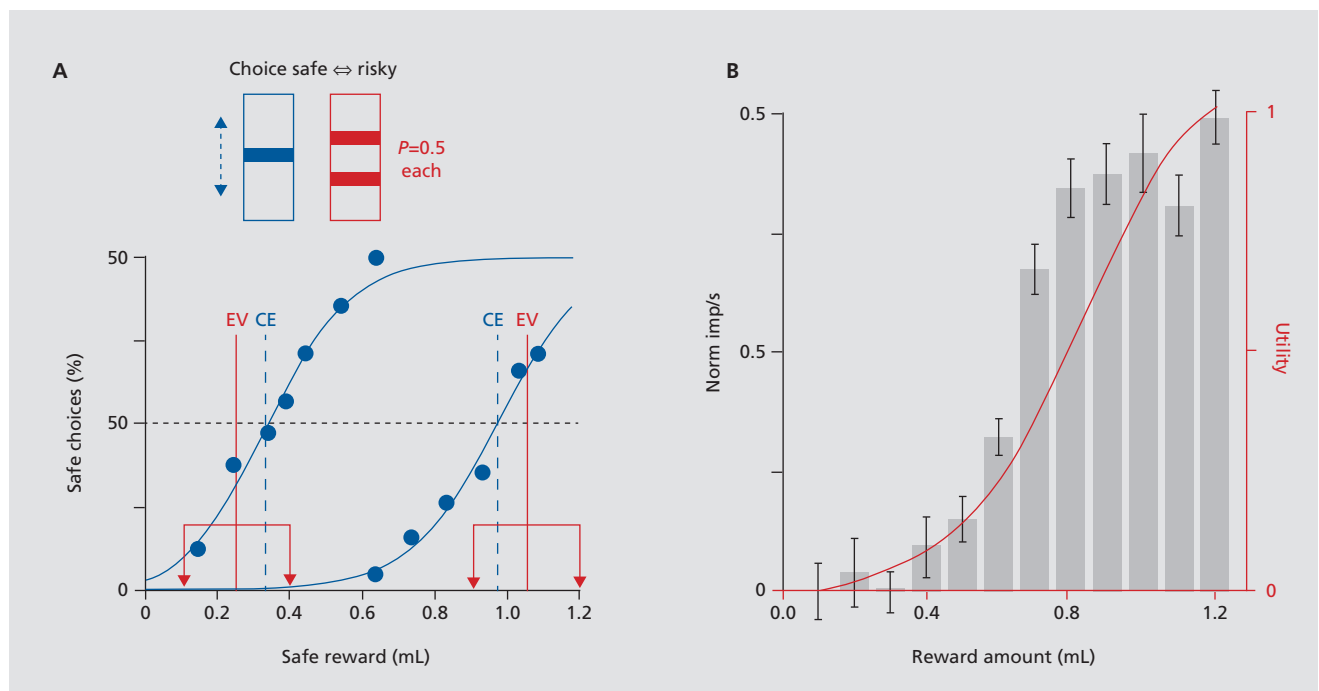 A
Choice safe ⇔ risky
P=0.5
each
50
EV CE
CE EV
50
0
Safe choices (%)
0 0.2 0.4 0.6 0.8 1.0 1.2
Safe reward (mL)
B
0.5
0.5
0
Norm imp/s
1
0
Utility
0.0 0.4 0.8 1.2
Reward amount (mL)